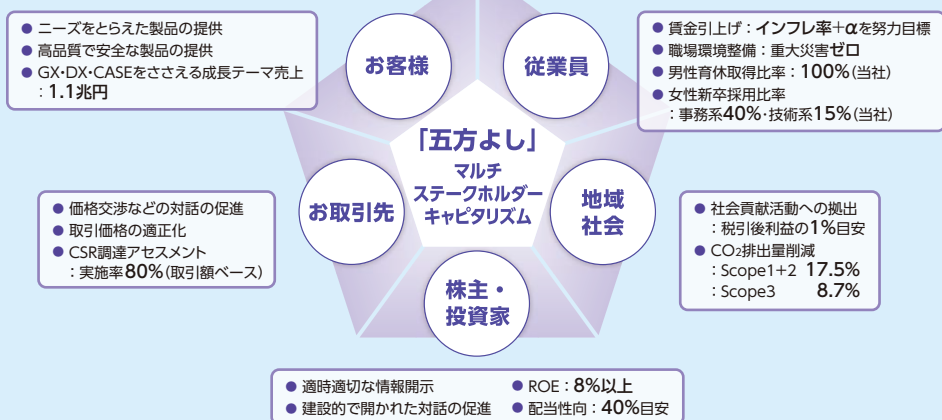 ● ニーズをとらえた製品の提供
● 高品質で安全な製品の提供
● GX・DX・CASEをささえる成長テーマ売上
：1.1兆円
お客様
従業員
● 賃金引上げ：インフレ率+αを努力目標
● 職場環境整備：重大災害ゼロ
● 男性育休取得比率：100%(当社)
● 女性新卒採用比率
：事務系40%・技術系15%(当社)
「五方よし」
マルチ
ステークホルダー
キャピタリズム
● 価格交渉などの対話の促進
● 取引価格の適正化
● CSR調達アセスメント
：実施率80%(取引額ベース)
お取引先
地域
社会
● 社会貢献活動への拠出
：税引後利益の1%目安
● CO₂排出量削減
：Scope1+2 17.5%
：Scope3 8.7%
株主・
投資家
● 適時適切な情報開示
● 建設的で開かれた対話の促進
● ROE：8%以上
● 配当性向：40%目安